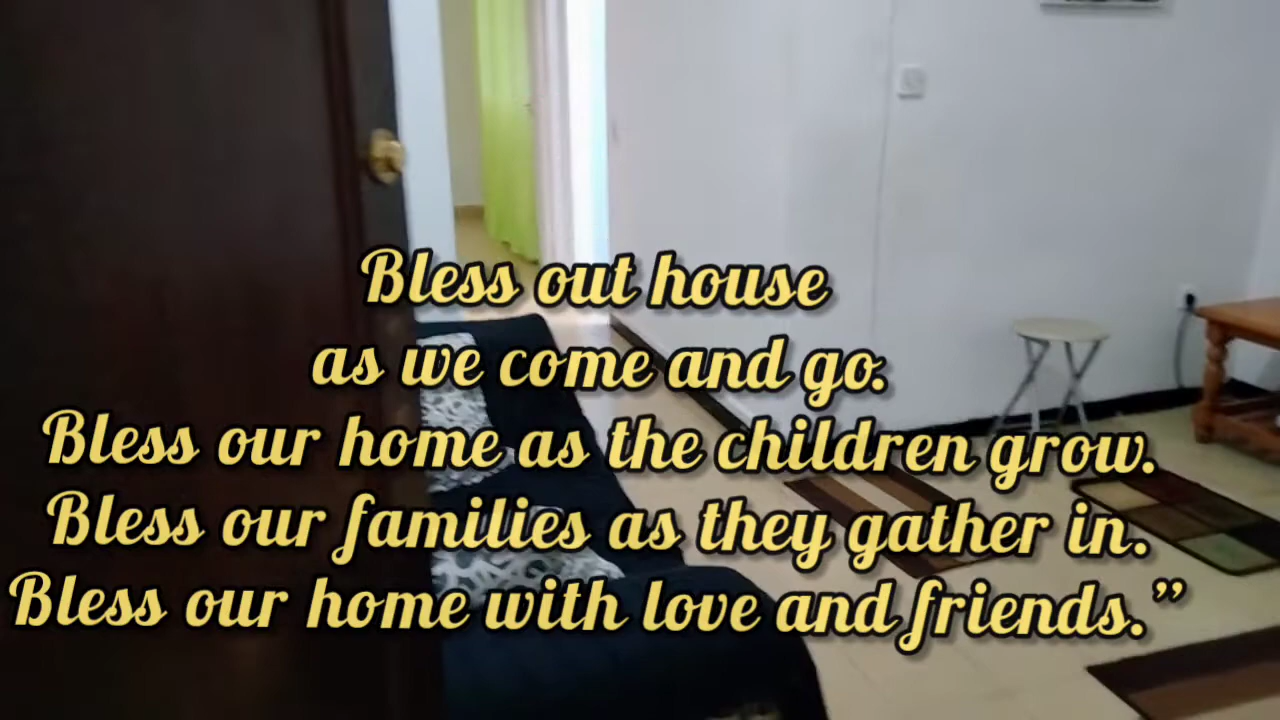 Bless out house
as we come and go.
Bless our home as the children grow.
Bless our families as they gather in.
Bless our home with love and friends.”